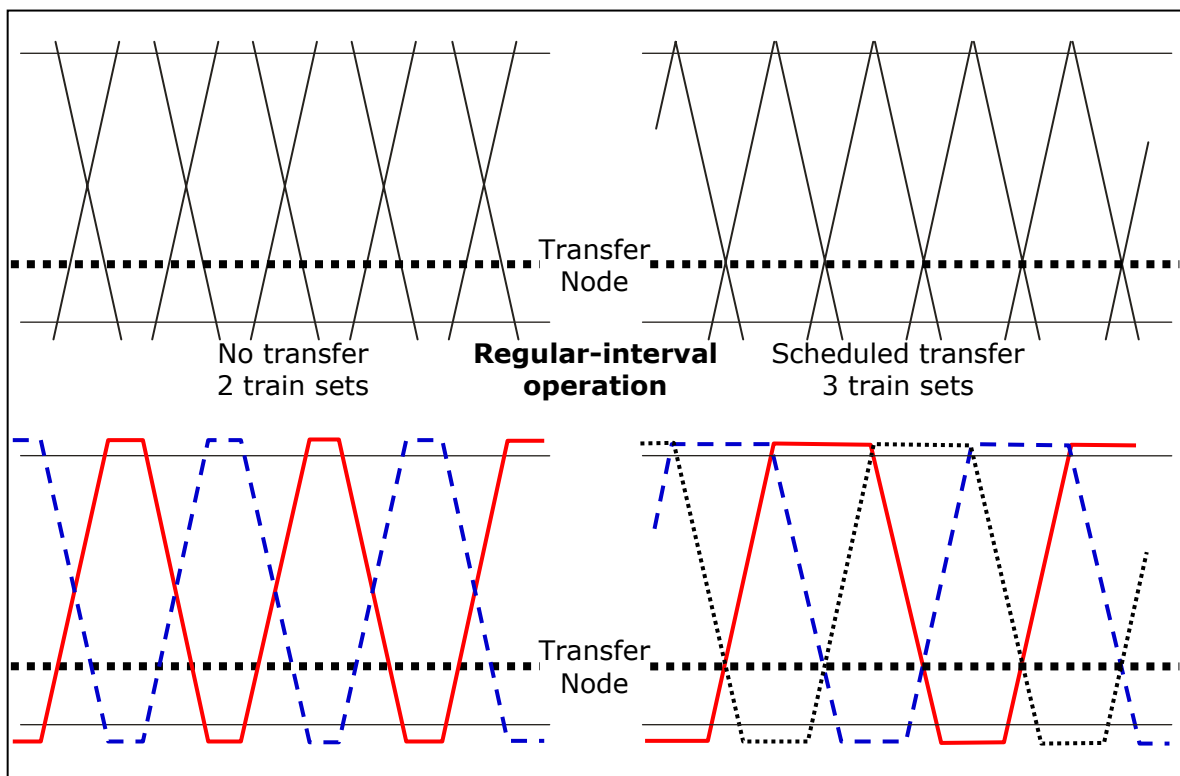 Transfer
Node
No transfer
2 train sets
Regular-interval
operation
Scheduled transfer
3 train sets
Transfer
Node